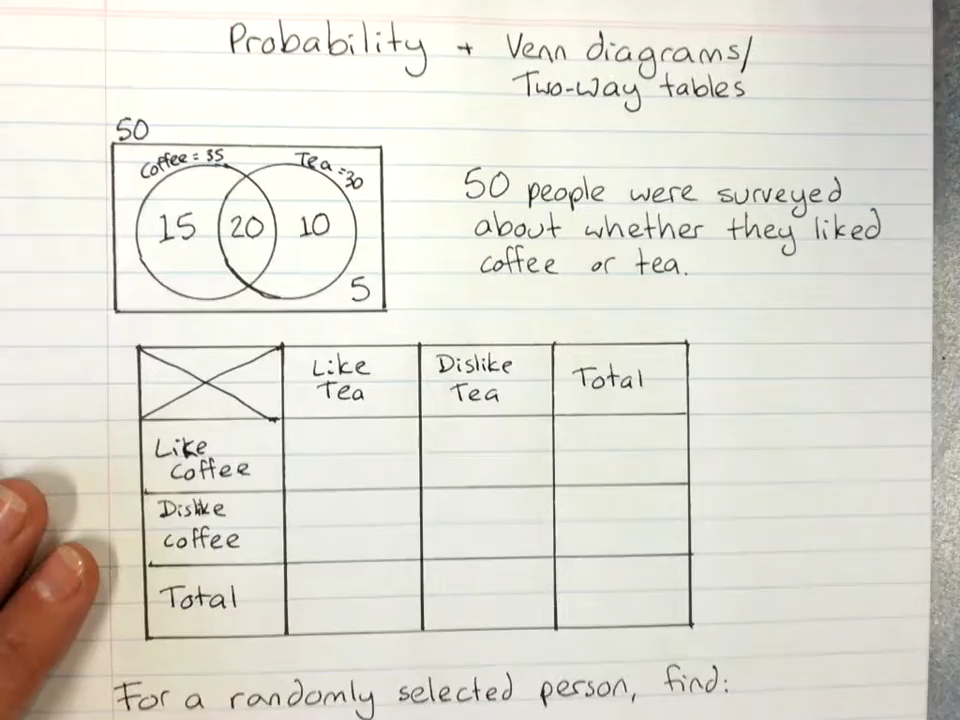 Probability + Venn diagrams/
Two-way tables
50
Coffee = 35
Tea = 30
15 20 10
5
50 people were surveyed
about whether they liked
coffee or tea.
Like Tea Dislike Tea Total
Like coffee
Dislike coffee
Total
For a randomly selected person, find: